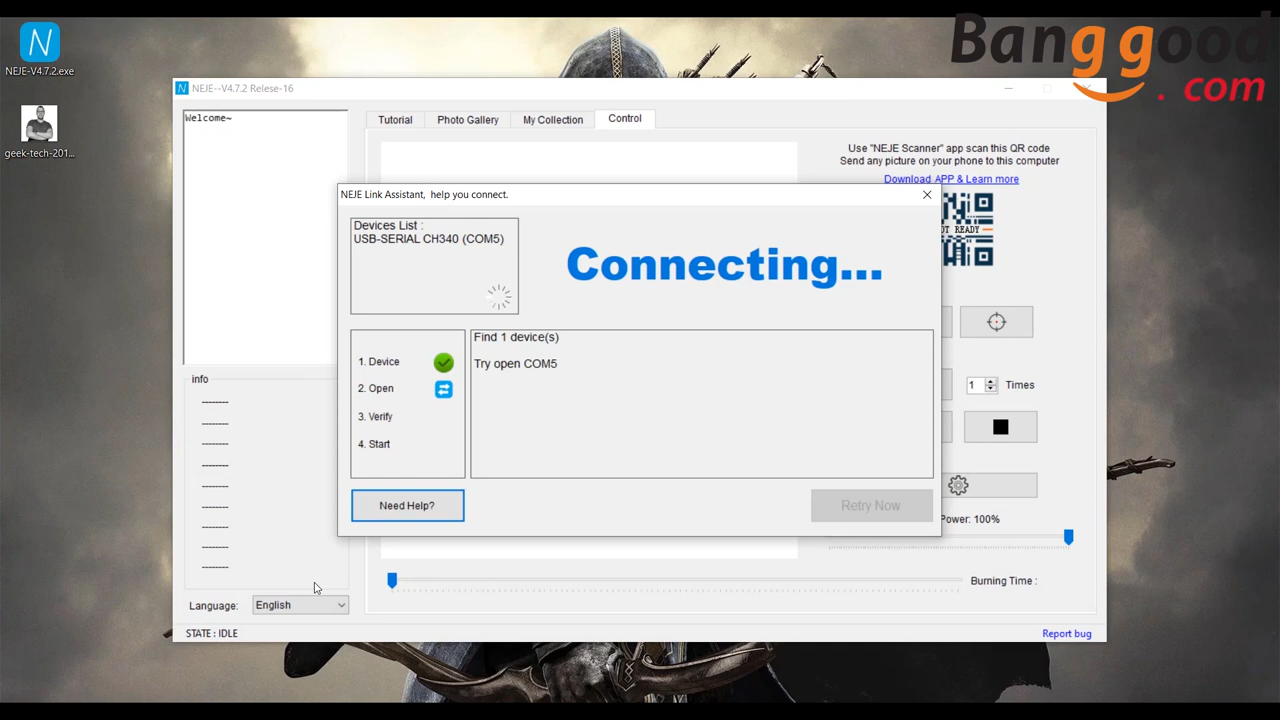 Banggood
.com
NEJE-V4.7.2.exe
geek-tech-201...
NEJE--V4.7.2 Relese-16
Welcome~
Tutorial
Photo Gallery
My Collection
Control
Use "NEJE Scanner" app scan this QR code
Send any picture on your phone to this computer
Download APP & Learn more
OT READY
NEJE Link Assistant, help you connect.
Devices List :
USB-SERIAL CH340 (COM5)
Connecting...
1. Device
2. Open
3. Verify
4. Start
Find 1 device(s)
Try open COM5
Need Help?
Retry Now
info
--------
--------
--------
--------
--------
--------
--------
--------
--------
1
Times
Power: 100%
Burning Time :
Language:
English
STATE : IDLE
Report bug